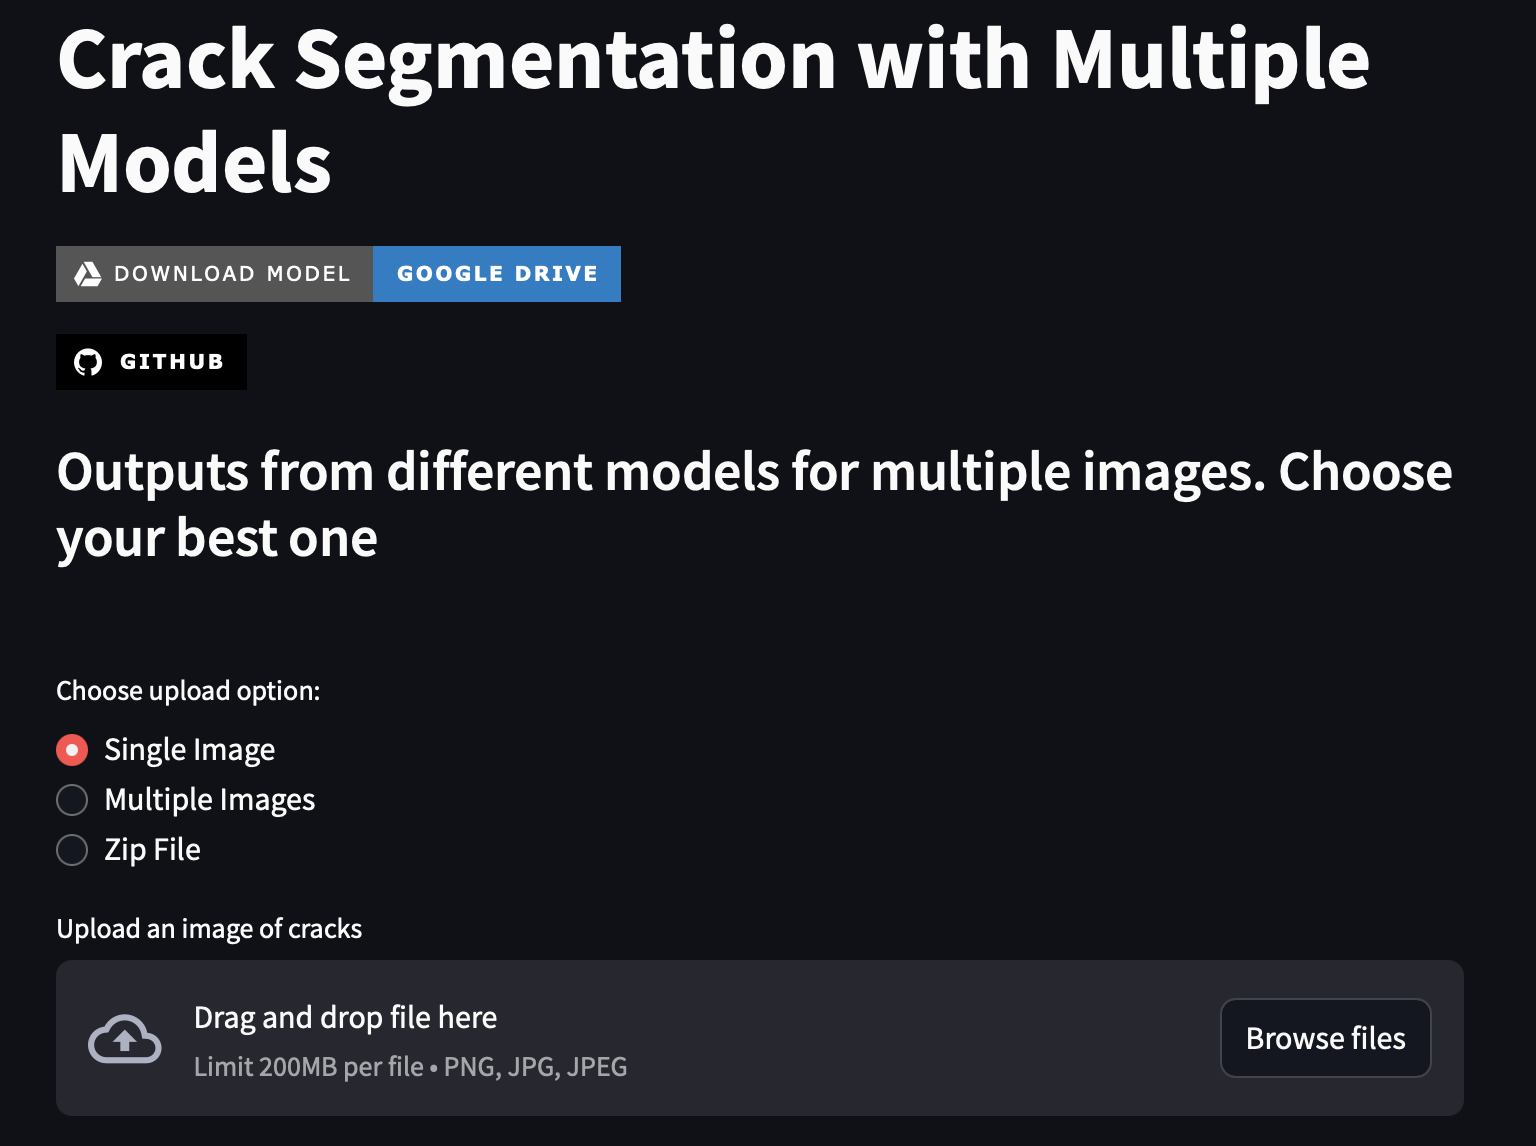 Crack Segmentation with Multiple
Models
DOWNLOAD MODEL GOOGLE DRIVE
GITHUB
Outputs from different models for multiple images. Choose
your best one
Choose upload option:
Single Image
Multiple Images
Zip File
Upload an image of cracks
Drag and drop file here
Limit 200MB per file • PNG, JPG, JPEG
Browse files